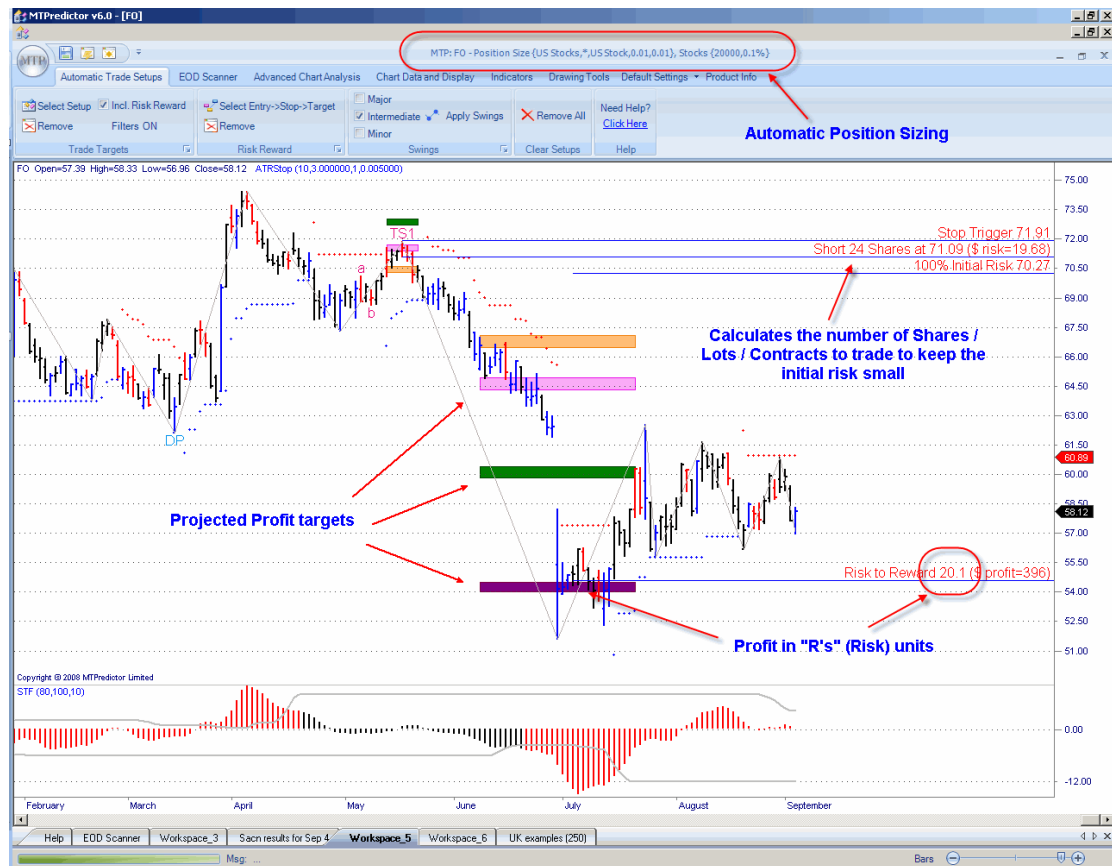 MTPredictor v6.0 - [FO]
MTP
MTP: FO - Position Size {US Stocks,*,US Stock,0.01,0.01}, Stocks {20000,0.1%}
Automatic Trade Setups EOD Scanner Advanced Chart Analysis Chart Data and Display Indicators Drawing Tools Default Settings Product Info
Select Setup Incl. Risk Reward
Remove Filters ON
Trade Targets
Select Entry->Stop->Target
Remove
Risk Reward
Major
Intermediate Apply Swings
Minor
Swings
Remove All
Clear Setups
Need Help?
Click Here
Help
Automatic Position Sizing
FO Open=57.39 High=58.33 Low=56.96 Close=58.12 ATRStop (10,3.000000,1,0.005000)
75.00
73.50
72.00
70.50
69.00
67.50
66.00
64.50
63.00
61.50
60.89
60.00
58.50
58.12
57.00
55.50
54.00
52.50
51.00
TS1
a
b
DP
Stop Trigger 71.91
Short 24 Shares at 71.09 ($ risk=19.68)
100% Initial Risk 70.27
Calculates the number of Shares /
Lots / Contracts to trade to keep the
initial risk small
Projected Profit targets
Risk to Reward 20.1 ($ profit=396)
Profit in "R's" (Risk) units
Copyright © 2008 MTPredictor Limited
STF (80,100,10)
0.00
-12.00
February March April May June July August September
Help EOD Scanner Workspace_3 Sacn results for Sep 4 Workspace_5 Workspace_6 UK examples (250)
Msg: ...
Bars